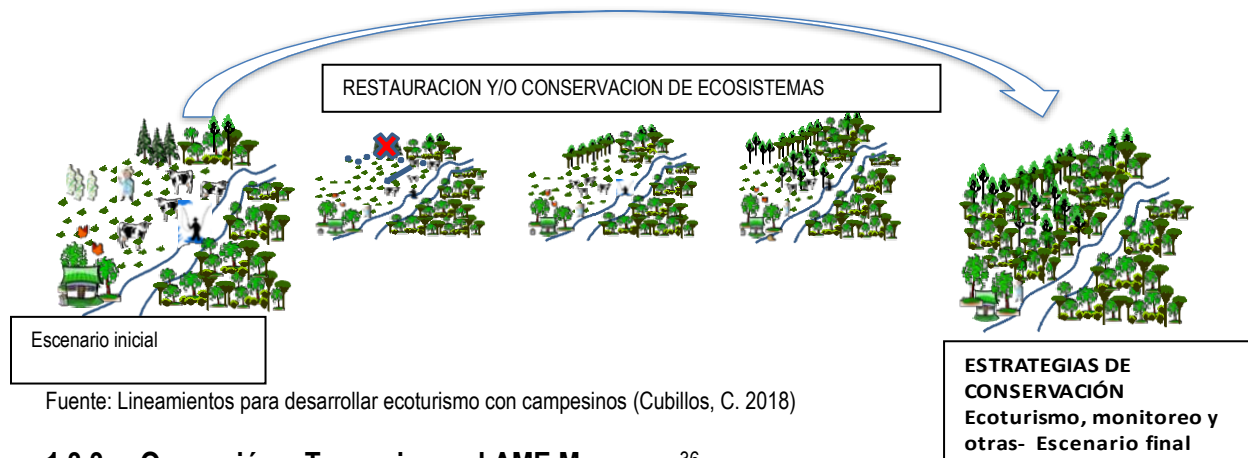 RESTAURACION Y/O CONSERVACION DE ECOSISTEMAS
Escenario inicial
ESTRATEGIAS DE
CONSERVACIÓN
Ecoturismo, monitoreo y
otras- Escenario final
Fuente: Lineamientos para desarrollar ecoturismo con campesinos (Cubillos, C. 2018)
36